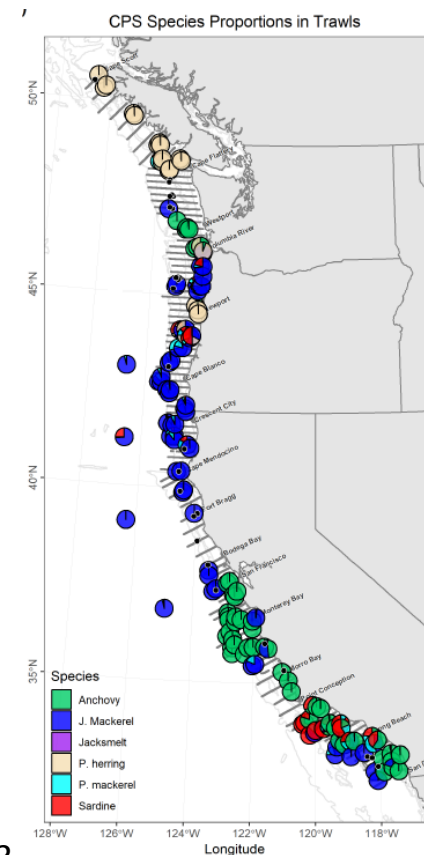 ,
CPS Species Proportions in Trawls
50°N
Cape Flattery
Westport
Columbia River
Newport
45°N
Cape Blanco
Crescent City
Cape Mendocino
40°N
Fort Bragg
Bodega Bay
San Francisco
Monterey Bay
Morro Bay
35°N
Point Conception
Long Beach
Species
Anchovy
J. Mackerel
Jacksmelt
P. herring
P. mackerel
Sardine
128°W 126°W 124°W 122°W 120°W 118°W
Longitude